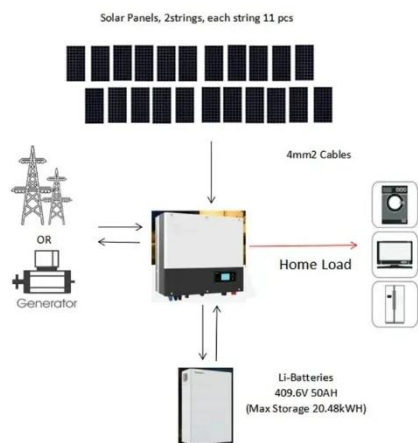 Solar Panels, 2strings, each string 11 pcs
4mm2 Cables
OR
Generator
Home Load
Li-Batteries
409.6V 50AH
(Max Storage 20.48kWH)